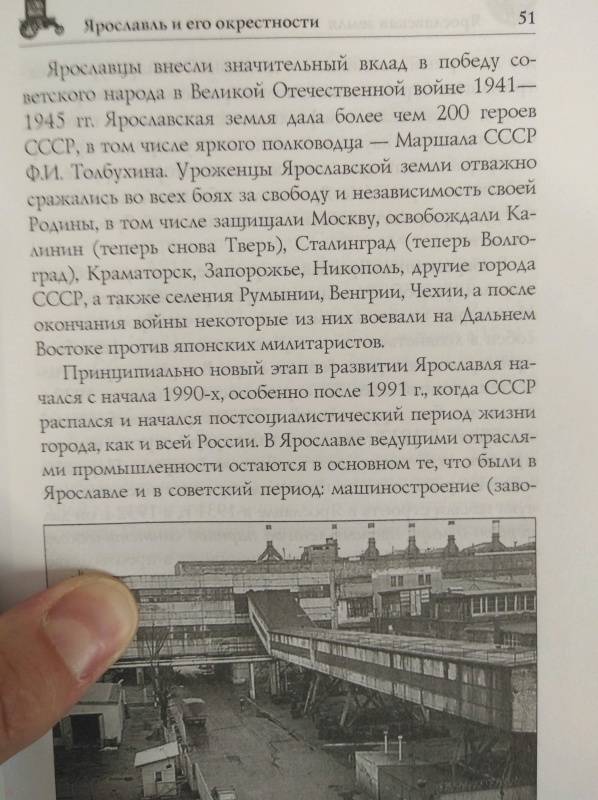 Ярославль и его окрестности 51
Ярославцы внесли значительный вклад в победу со-
ветского народа в Великой Отечественной войне 1941—
1945 гг. Ярославская земля дала более чем 200 героев
СССР, в том числе яркого полководца — Маршала СССР
Ф.И. Толбухина. Уроженцы Ярославской земли отважно
сражались во всех боях за свободу и независимость своей
Родины, в том числе защищали Москву, освобождали Ка-
линин (теперь снова Тверь), Сталинград (теперь Волго-
град), Краматорск, Запорожье, Никополь, другие города
СССР, а также селения Румынии, Венгрии, Чехии, а после
окончания войны некоторые из них воевали на Дальнем
Востоке против японских милитаристов.
Принципиально новый этап в развитии Ярославля на-
чался с начала 1990-х, особенно после 1991 г., когда СССР
распался и начался постсоциалистический период жизни
города, как и всей России. В Ярославле ведущими отрасля-
ми промышленности остаются в основном те, что были в
Ярославле и в советский период: машиностроение (заво-